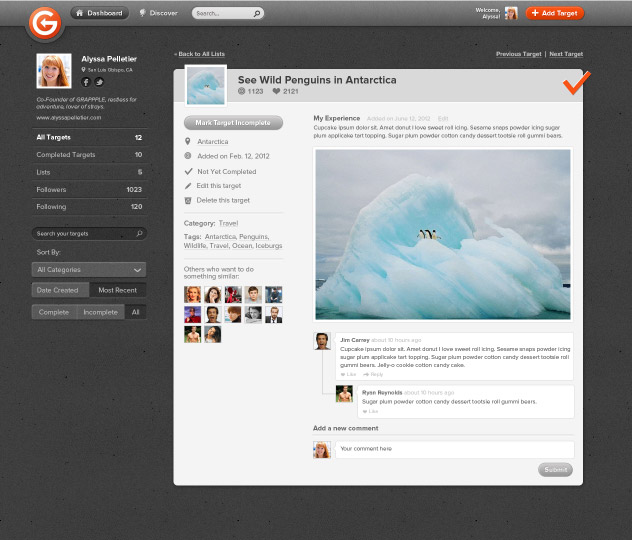 Dashboard
Discover
Search...
Welcome,
Alyssa!
Add Target
Alyssa Pelletier
San Luis Obispo, CA
Co-Founder of GRAPPPLE, restless for
adventure, lover of strays.
www.alyssapelletier.com
All Targets 12
Completed Targets 10
Lists 5
Followers 1023
Following 120
Search your targets
Sort By:
All Categories
Date Created Most Recent
Complete Incomplete All
« Back to All Lists
Previous Target | Next Target
See Wild Penguins in Antarctica
1123 2121
Mark Target Incomplete
Antarctica
Added on Feb. 12, 2012
Not Yet Completed
Edit this target
Delete this target
Category: Travel
Tags: Antarctica, Penguins,
Wildlife, Travel, Ocean, Iceburgs
Others who want to do
something similar:
My Experience Added on June 12, 2012 Edit
Cupcake ipsum dolor sit. Amet donut I love sweet roll icing. Sesame snaps powder icing sugar
plum applicake tart topping. Sugar plum powder cotton candy dessert tootsie roll gummi bears.
Jim Carrey about 10 hours ago
Cupcake ipsum dolor sit. Amet donut I love sweet roll icing. Sesame snaps powder icing
sugar plum applicake tart topping. Sugar plum powder cotton candy dessert tootsie roll
gummi bears. Jelly-o cookie cotton candy cake.
Like Reply
Ryan Reynolds about 10 hours ago
Sugar plum powder cotton candy dessert tootsie roll gummi bears.
Like
Add a new comment
Your comment here
Submit